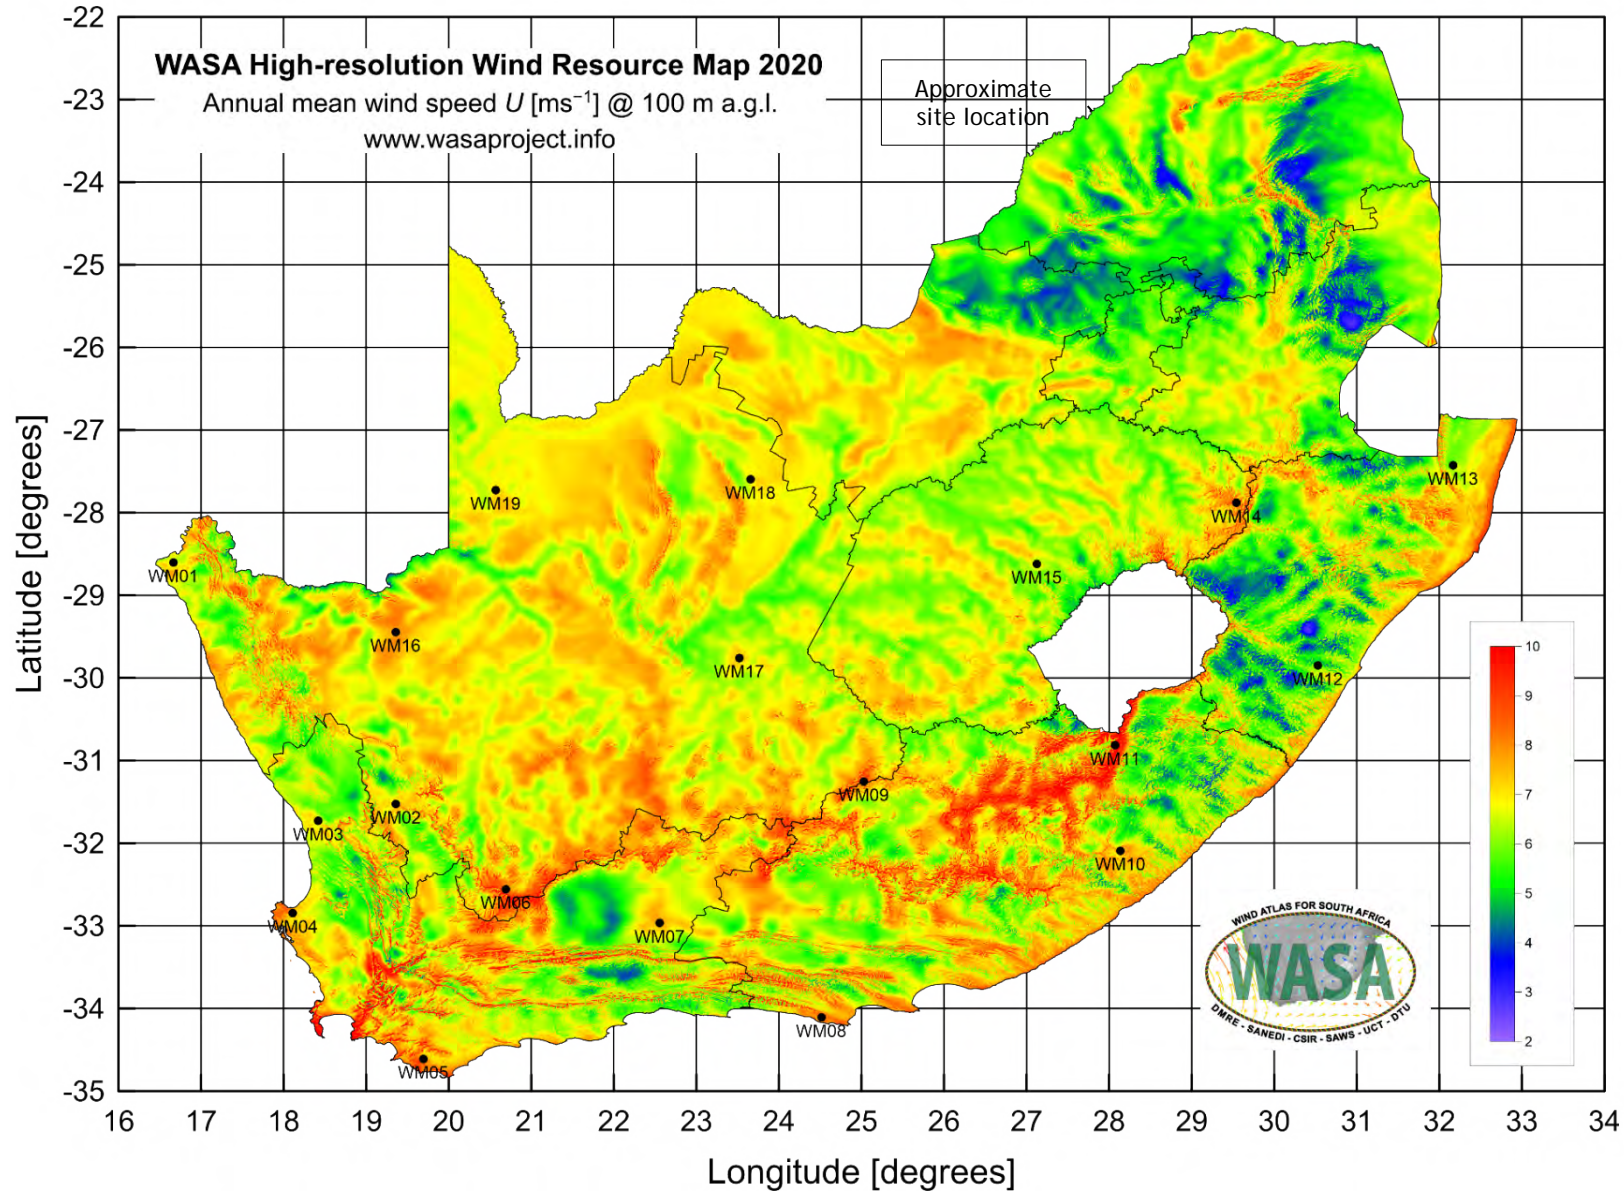 WASA High-resolution Wind Resource Map 2020
Annual mean wind speed U [ms⁻¹] @ 100 m a.g.l.
www.wasaproject.info
Approximate
site location
-22
-23
-24
-25
-26
-27
-28
-29
-30
-31
-32
-33
-34
-35
Latitude [degrees]
WM19
WM18
WM13
WM14
WM01
WM15
WM16
WM17
WM12
WM11
WM09
WM02
WM03
WM10
WM06
WM04
WM07
WM08
WM05
10
9
8
7
6
5
4
3
2
WIND ATLAS FOR SOUTH AFRICA
WASA
DMRE - SANEDI - CSIR - SAWS - UCT - DTU
16 17 18 19 20 21 22 23 24 25 26 27 28 29 30 31 32 33 34
Longitude [degrees]